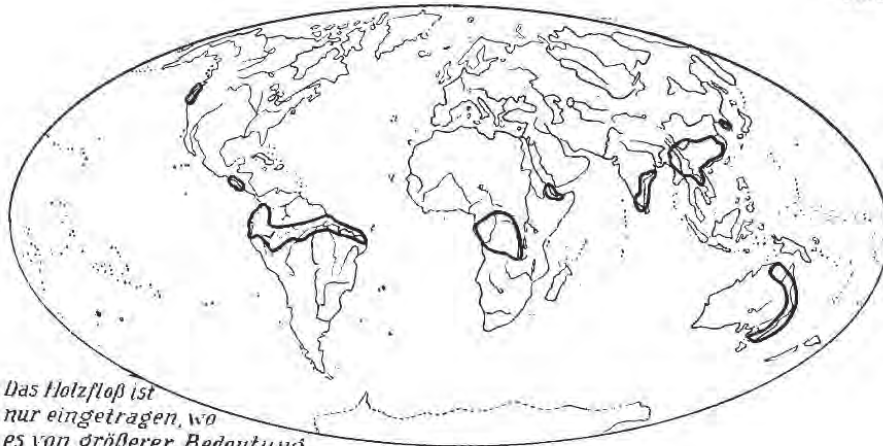 Das Holzfloß ist
nur eingetragen, wo
es von größerer Bedeutung